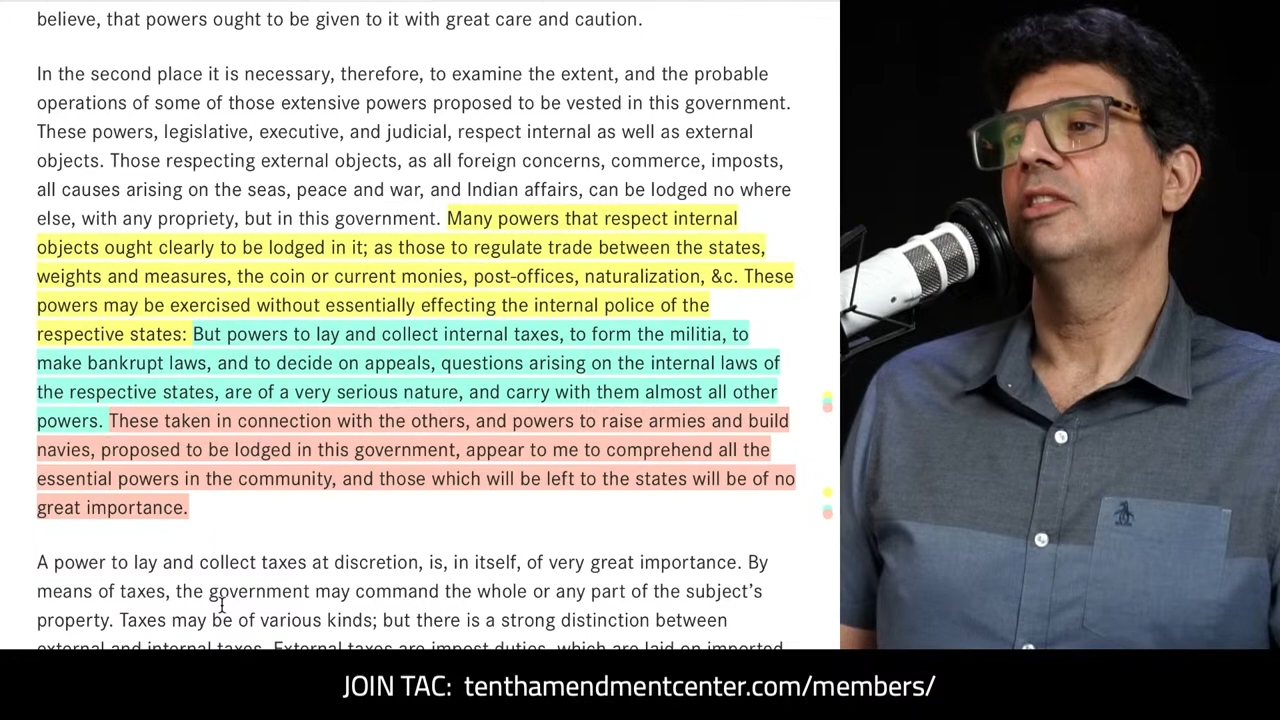 believe, that powers ought to be given to it with great care and caution.
In the second place it is necessary, therefore, to examine the extent, and the probable
operations of some of those extensive powers proposed to be vested in this government.
These powers, legislative, executive, and judicial, respect internal as well as external
objects. Those respecting external objects, as all foreign concerns, commerce, imposts,
all causes arising on the seas, peace and war, and Indian affairs, can be lodged no where
else, with any propriety, but in this government. Many powers that respect internal
objects ought clearly to be lodged in it; as those to regulate trade between the states,
weights and measures, the coin or current monies, post-offices, naturalization, &c. These
powers may be exercised without essentially effecting the internal police of the
respective states: But powers to lay and collect internal taxes, to form the militia, to
make bankrupt laws, and to decide on appeals, questions arising on the internal laws of
the respective states, are of a very serious nature, and carry with them almost all other
powers. These taken in connection with the others, and powers to raise armies and build
navies, proposed to be lodged in this government, appear to me to comprehend all the
essential powers in the community, and those which will be left to the states will be of no
great importance.
A power to lay and collect taxes at discretion, is, in itself, of very great importance. By
means of taxes, the government may command the whole or any part of the subject's
property. Taxes may be of various kinds; but there is a strong distinction between
external and internal taxes. External taxes are impost duties, which are laid on imported
JOIN TAC: tenthamendmentcenter.com/members/